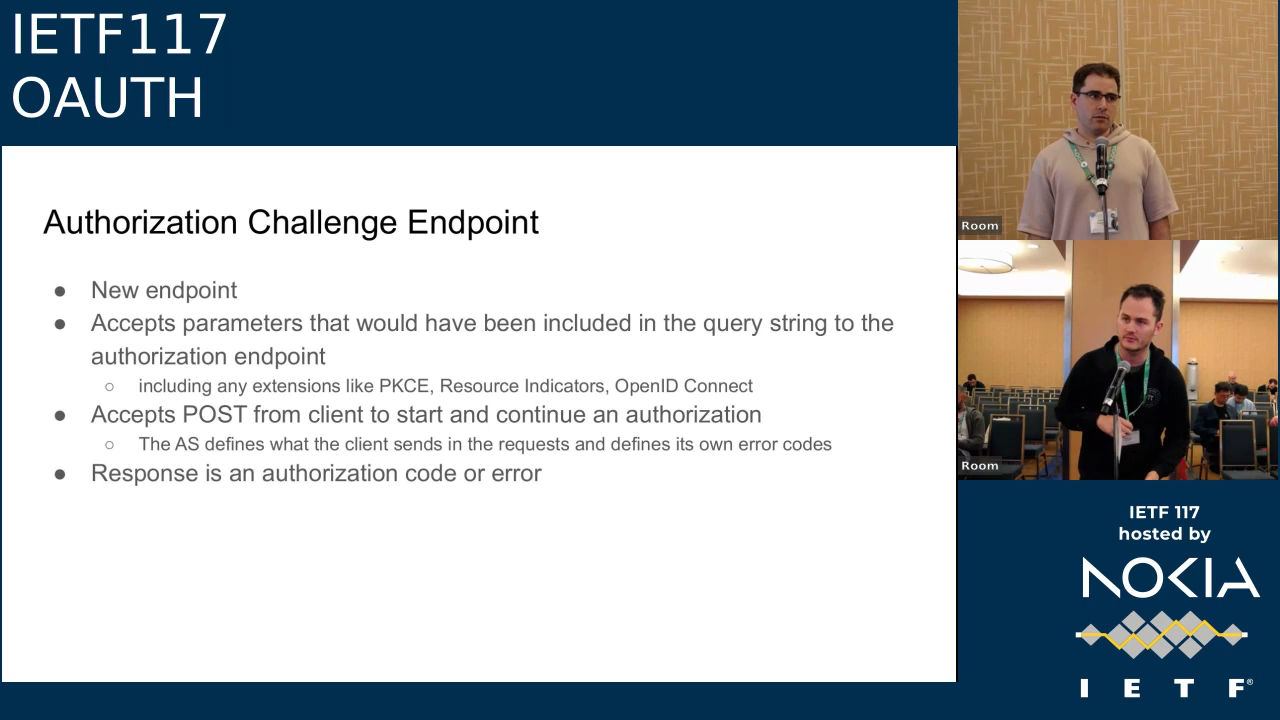 IETF117
OAUTH
Authorization Challenge Endpoint
● New endpoint
● Accepts parameters that would have been included in the query string to the
authorization endpoint
○ including any extensions like PKCE, Resource Indicators, OpenID Connect
● Accepts POST from client to start and continue an authorization
○ The AS defines what the client sends in the requests and defines its own error codes
● Response is an authorization code or error
Room
Room
IETF 117
hosted by
NOKIA
I E T F®